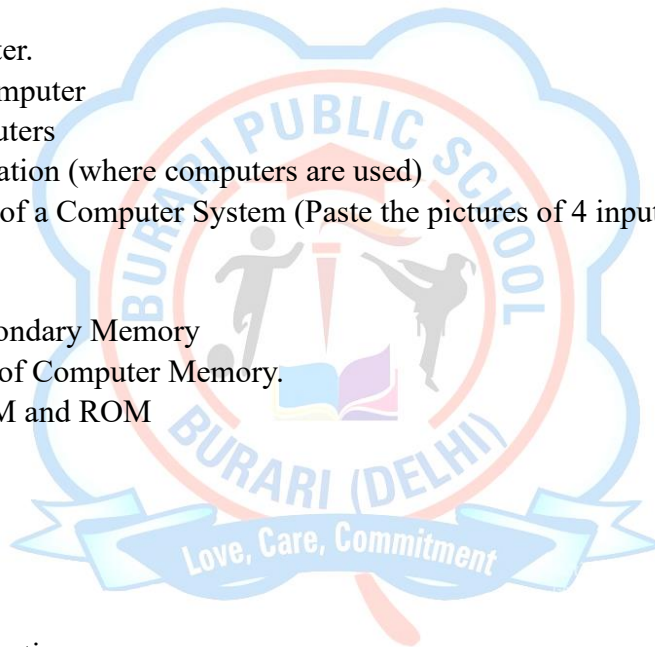 ter.
mputer
uters
ation (where computers are used)
of a Computer System (Paste the pictures of 4 input
ondary Memory
of Computer Memory.
M and ROM
BURARI PUBLIC SCHOOL
BURARI (DELHI)
Love, Care, Commitment